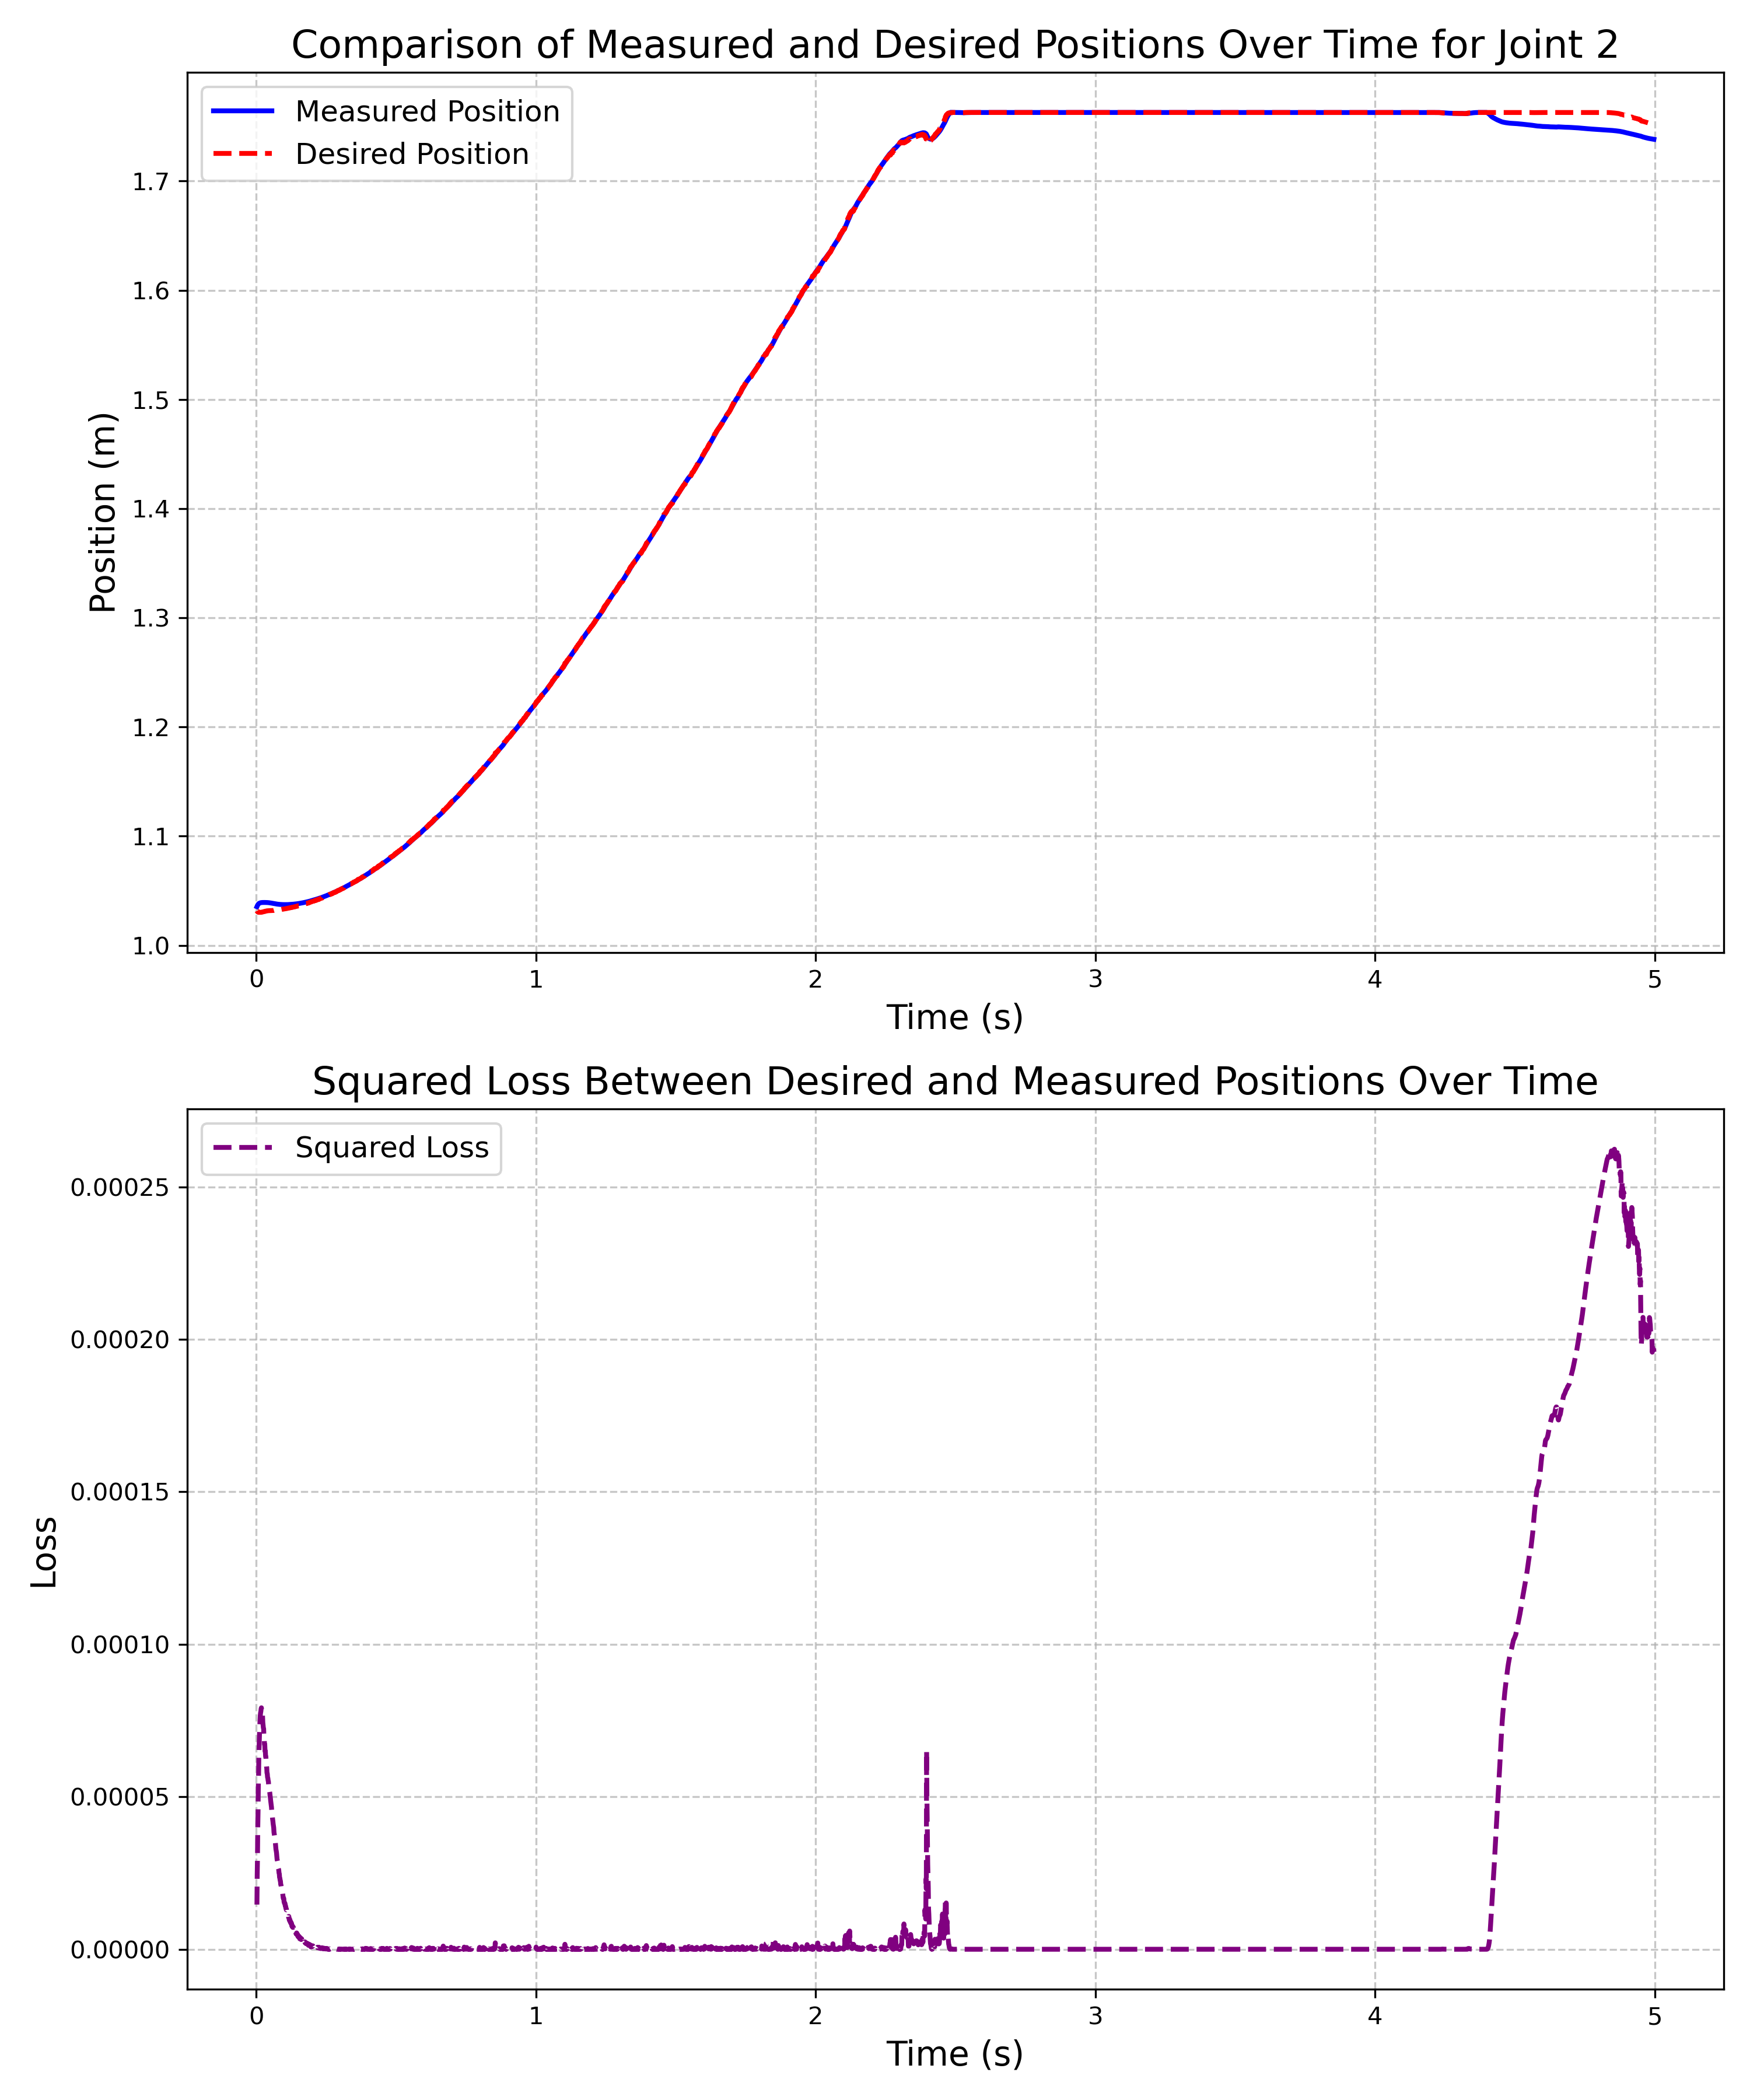 Comparison of Measured and Desired Positions Over Time for Joint 2
Measured Position
Desired Position
Position (m)
1.7
1.6
1.5
1.4
1.3
1.2
1.1
1.0
0 1 2 3 4 5
Time (s)
Squared Loss Between Desired and Measured Positions Over Time
Squared Loss
Loss
0.00025
0.00020
0.00015
0.00010
0.00005
0.00000
0 1 2 3 4 5
Time (s)